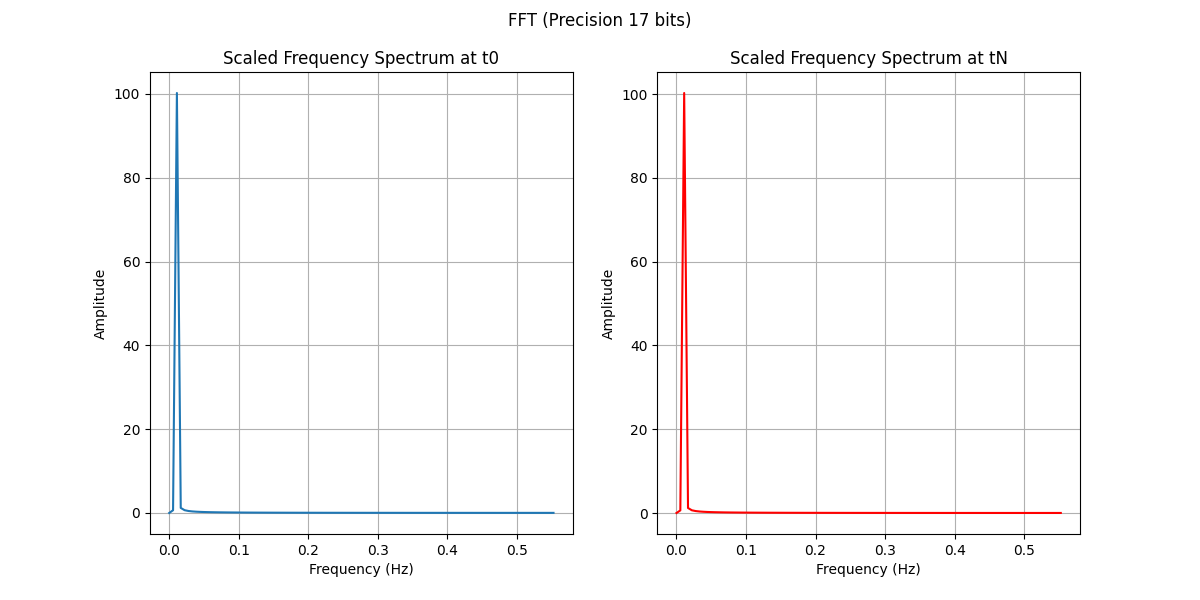 FFT (Precision 17 bits)
Scaled Frequency Spectrum at t0
100
80
60
40
20
0
Amplitude
0.0 0.1 0.2 0.3 0.4 0.5
Frequency (Hz)
Scaled Frequency Spectrum at tN
100
80
60
40
20
0
Amplitude
0.0 0.1 0.2 0.3 0.4 0.5
Frequency (Hz)